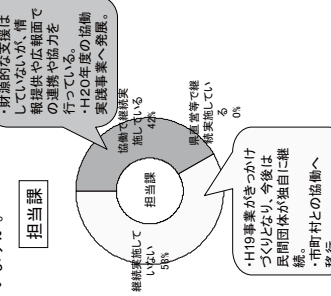 ・財源的な支援は
していないが、情
報提供や広報面で
の連携や協力を
行っている。
・H20年度の協働
実践事業へ発展。
担当課
協働で継続実
施している
42%
県直営等で継
続実施してい
る
0%
担当課
継続実施して
いない
58%
・H19事業がきっかけ
づくりとなり、今後は
民間団体が独自に継
続。
・市町村との協働へ
移行